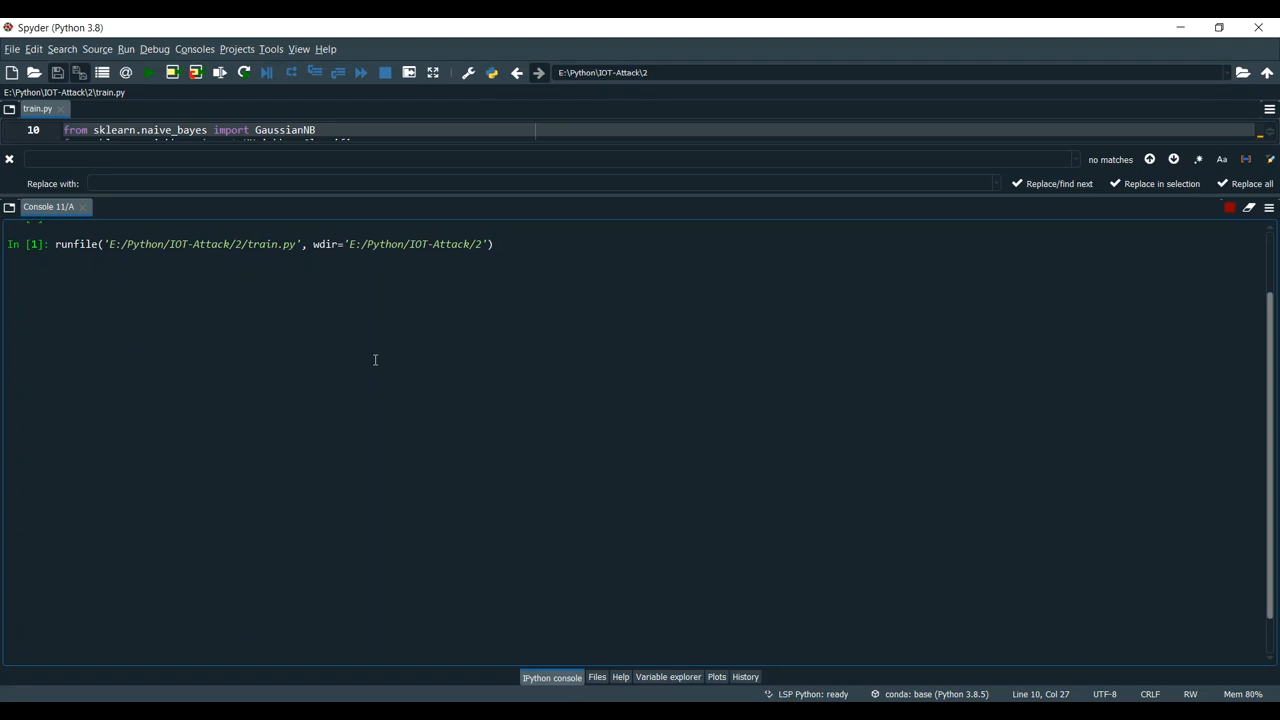 Spyder (Python 3.8)
File Edit Search Source Run Debug Consoles Projects Tools View Help
E:\Python\IOT-Attack\2
E:\Python\IOT-Attack\2\train.py
train.py
10 from sklearn.naive_bayes import GaussianNB
no matches Aa
Replace with: Replace/find next Replace in selection Replace all
Console 11/A
In [1]: runfile('E:/Python/IOT-Attack/2/train.py', wdir='E:/Python/IOT-Attack/2')
IPython console Files Help Variable explorer Plots History
LSP Python: ready conda: base (Python 3.8.5) Line 10, Col 27 UTF-8 CRLF RW Mem 80%